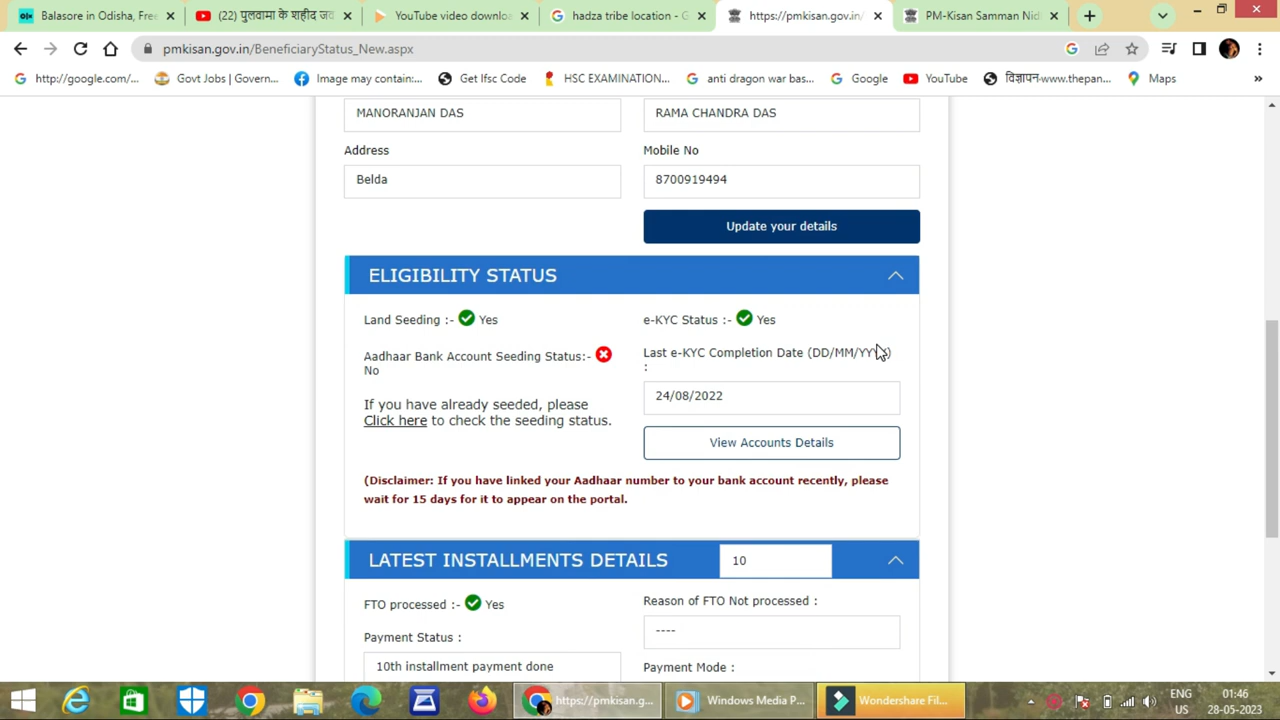 Balasore in Odisha, Free
(22) पुलवामा के शहीद जव
YouTube video downloa
hadza tribe location - G
https://pmkisan.gov.in/
PM-Kisan Samman Nid
pmkisan.gov.in/BeneficiaryStatus_New.aspx
http://google.com/...
Govt Jobs | Govern...
Image may contain:...
Get Ifsc Code
HSC EXAMINATION...
anti dragon war bas...
Google
YouTube
विज्ञापन-www.thepan...
Maps
»
MANORANJAN DAS
RAMA CHANDRA DAS
Address
Mobile No
Belda
8700919494
Update your details
ELIGIBILITY STATUS
Land Seeding :- Yes
e-KYC Status :- Yes
Aadhaar Bank Account Seeding Status:-
No
Last e-KYC Completion Date (DD/MM/YYYY)
:
24/08/2022
If you have already seeded, please
Click here to check the seeding status.
View Accounts Details
(Disclaimer: If you have linked your Aadhaar number to your bank account recently, please
wait for 15 days for it to appear on the portal.
LATEST INSTALLMENTS DETAILS
10
FTO processed :- Yes
Reason of FTO Not processed :
----
Payment Status :
10th installment payment done
Payment Mode :
https://pmkisan.g...
Windows Media P...
Wondershare Fil...
ENG
US
01:46
28-05-2023